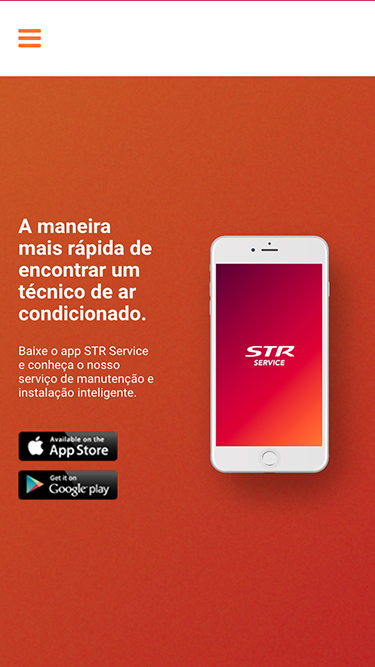 A maneira
mais rápida de
encontrar um
técnico de ar
condicionado.
Baixe o app STR Service
e conheça o nosso
serviço de manutenção e
instalação inteligente.
STR
SERVICE
Available on the
App Store
Get it on
Google play